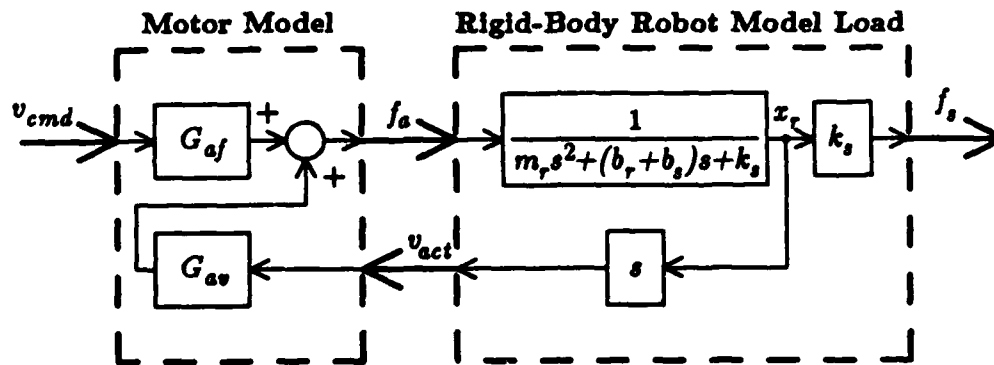 Motor Model
Rigid-Body Robot Model Load
v_cmd
G_af
+
+
f_a
1
m_r s^2+(b_r+b_s)s+k_s
x_r
k_s
f_s
G_av
v_act
s